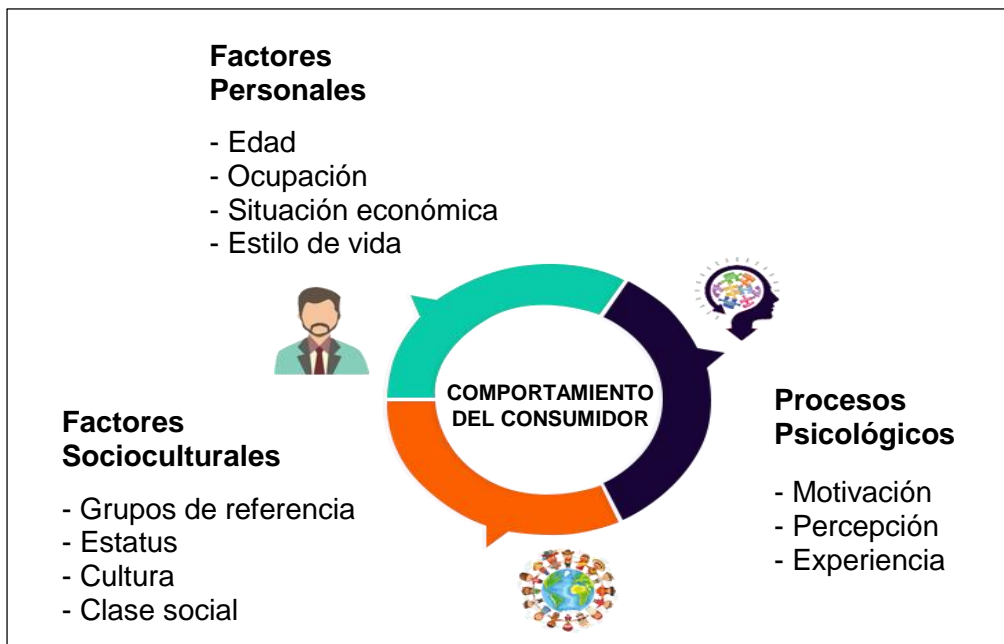 Factores
Personales
- Edad
- Ocupación
- Situación económica
- Estilo de vida
COMPORTAMIENTO
DEL CONSUMIDOR
Factores
Socioculturales
- Grupos de referencia
- Estatus
- Cultura
- Clase social
Procesos
Psicológicos
- Motivación
- Percepción
- Experiencia